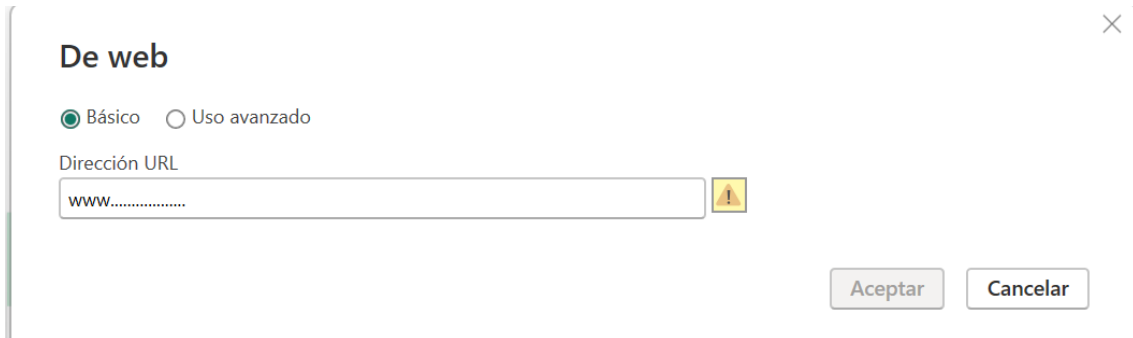 De web
Básico Uso avanzado
Dirección URL
www.................
Aceptar Cancelar